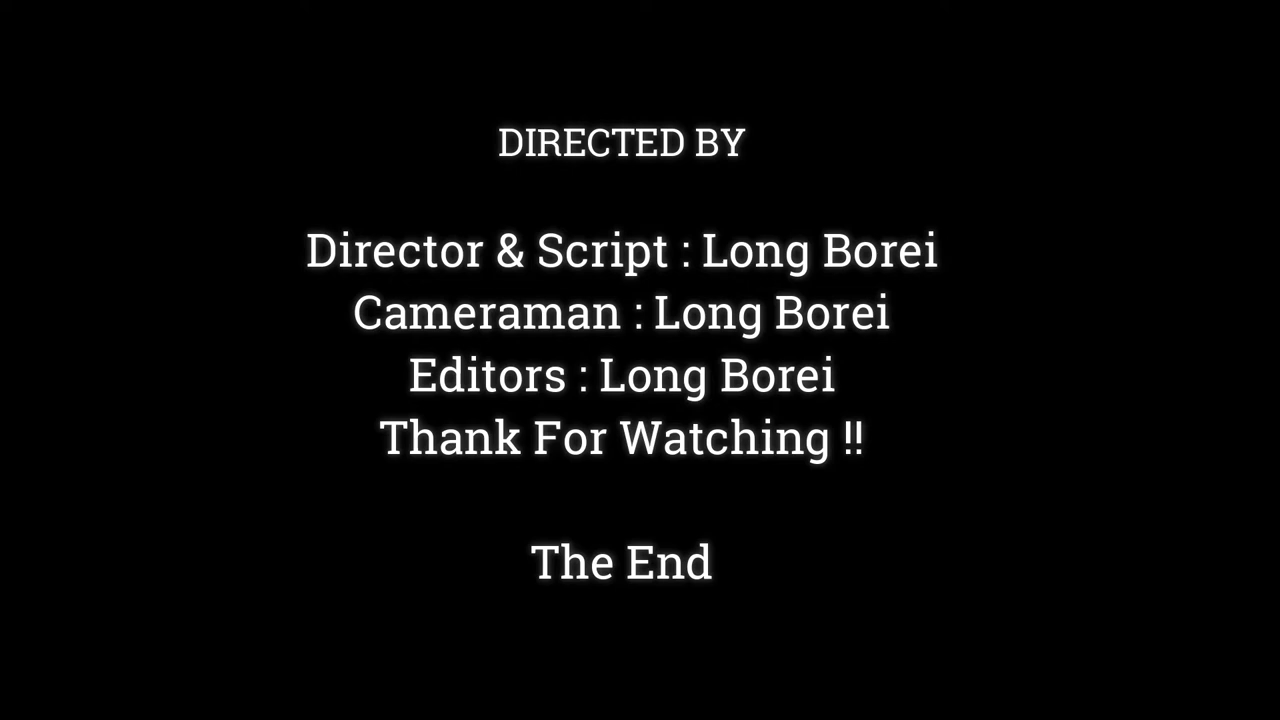 DIRECTED BY
Director & Script : Long Borei
Cameraman : Long Borei
Editors : Long Borei
Thank For Watching !!
The End